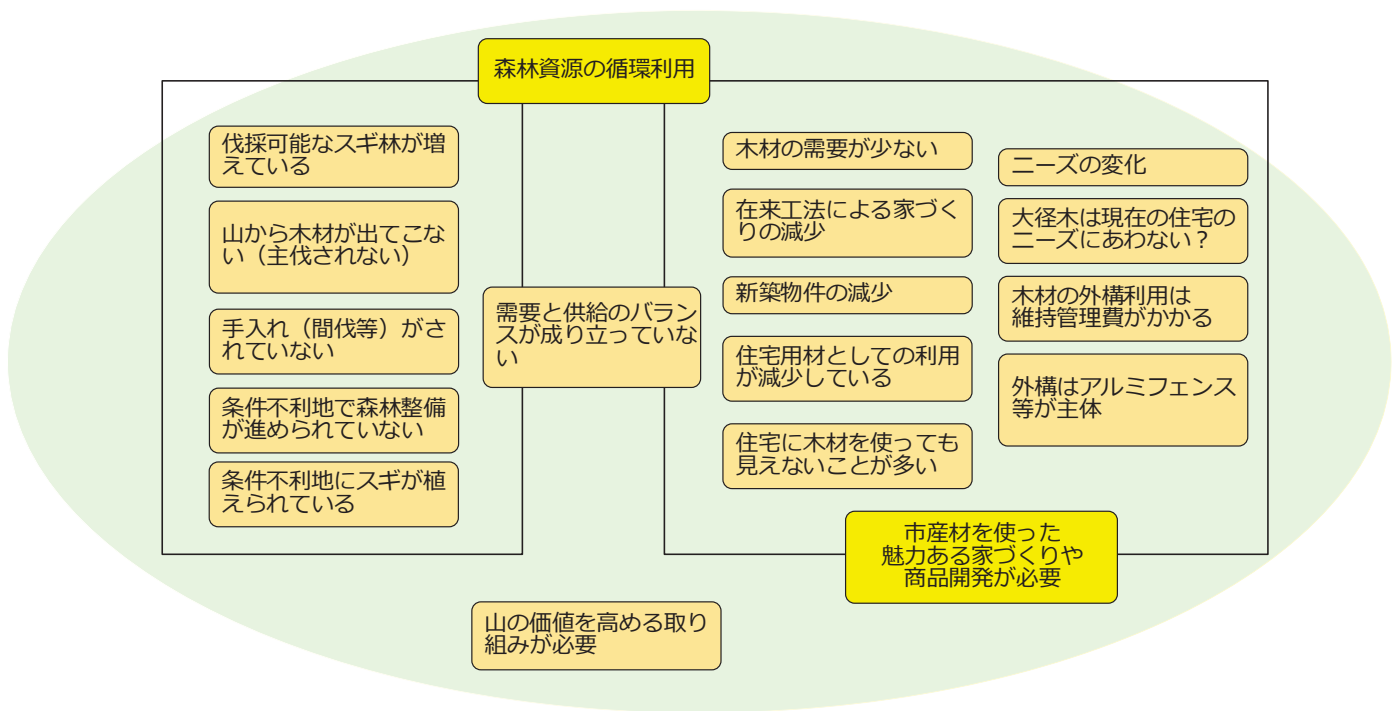 森林資源の循環利用
伐採可能なスギ林が増
えている
山から木材が出てこな
い（主伐されない）
手入れ（間伐等）がさ
れていない
条件不利地で森林整備
が進められていない
条件不利地にスギが植
えられている
需要と供給のバラン
スが成り立っていな
い
木材の需要が少ない
在来工法による家づく
りの減少
新築物件の減少
住宅用材としての利用
が減少している
住宅に木材を使っても
見えないことが多い
ニーズの変化
大径木は現在の住宅の
ニーズにあわない？
木材の外構利用は
維持管理費がかかる
外構はアルミフェンス
等が主体
市産材を使った
魅力ある家づくりや
商品開発が必要
山の価値を高める取り
組みが必要